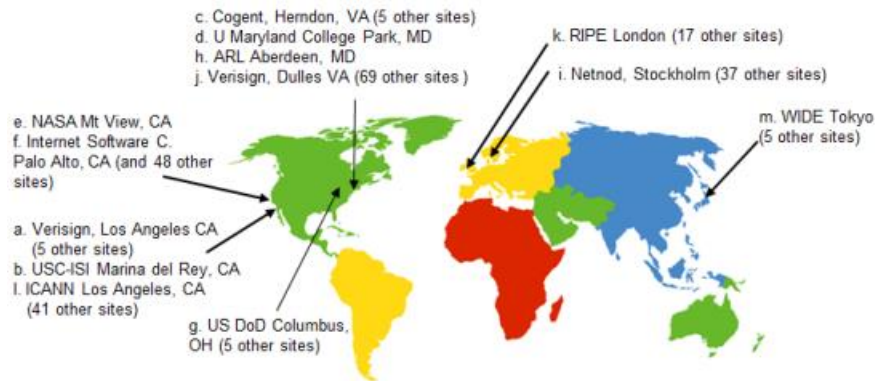 c. Cogent, Herndon, VA (5 other sites)
d. U Maryland College Park, MD
h. ARL Aberdeen, MD
j. Verisign, Dulles VA (69 other sites )
k. RIPE London (17 other sites)
i. Netnod, Stockholm (37 other sites)
m. WIDE Tokyo
(5 other sites)
e. NASA Mt View, CA
f. Internet Software C.
Palo Alto, CA (and 48 other
sites)
a. Verisign, Los Angeles CA
(5 other sites)
b. USC-ISI Marina del Rey, CA
l. ICANN Los Angeles, CA
(41 other sites)
g. US DoD Columbus,
OH (5 other sites)